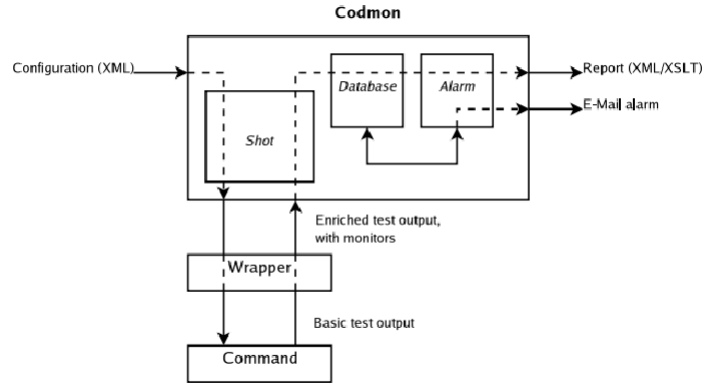 Codmon
Configuration (XML)
Report (XML/XSLT)
Database
Alarm
E-Mail alarm
Shot
Enriched test output,
with monitors
Wrapper
Basic test output
Command